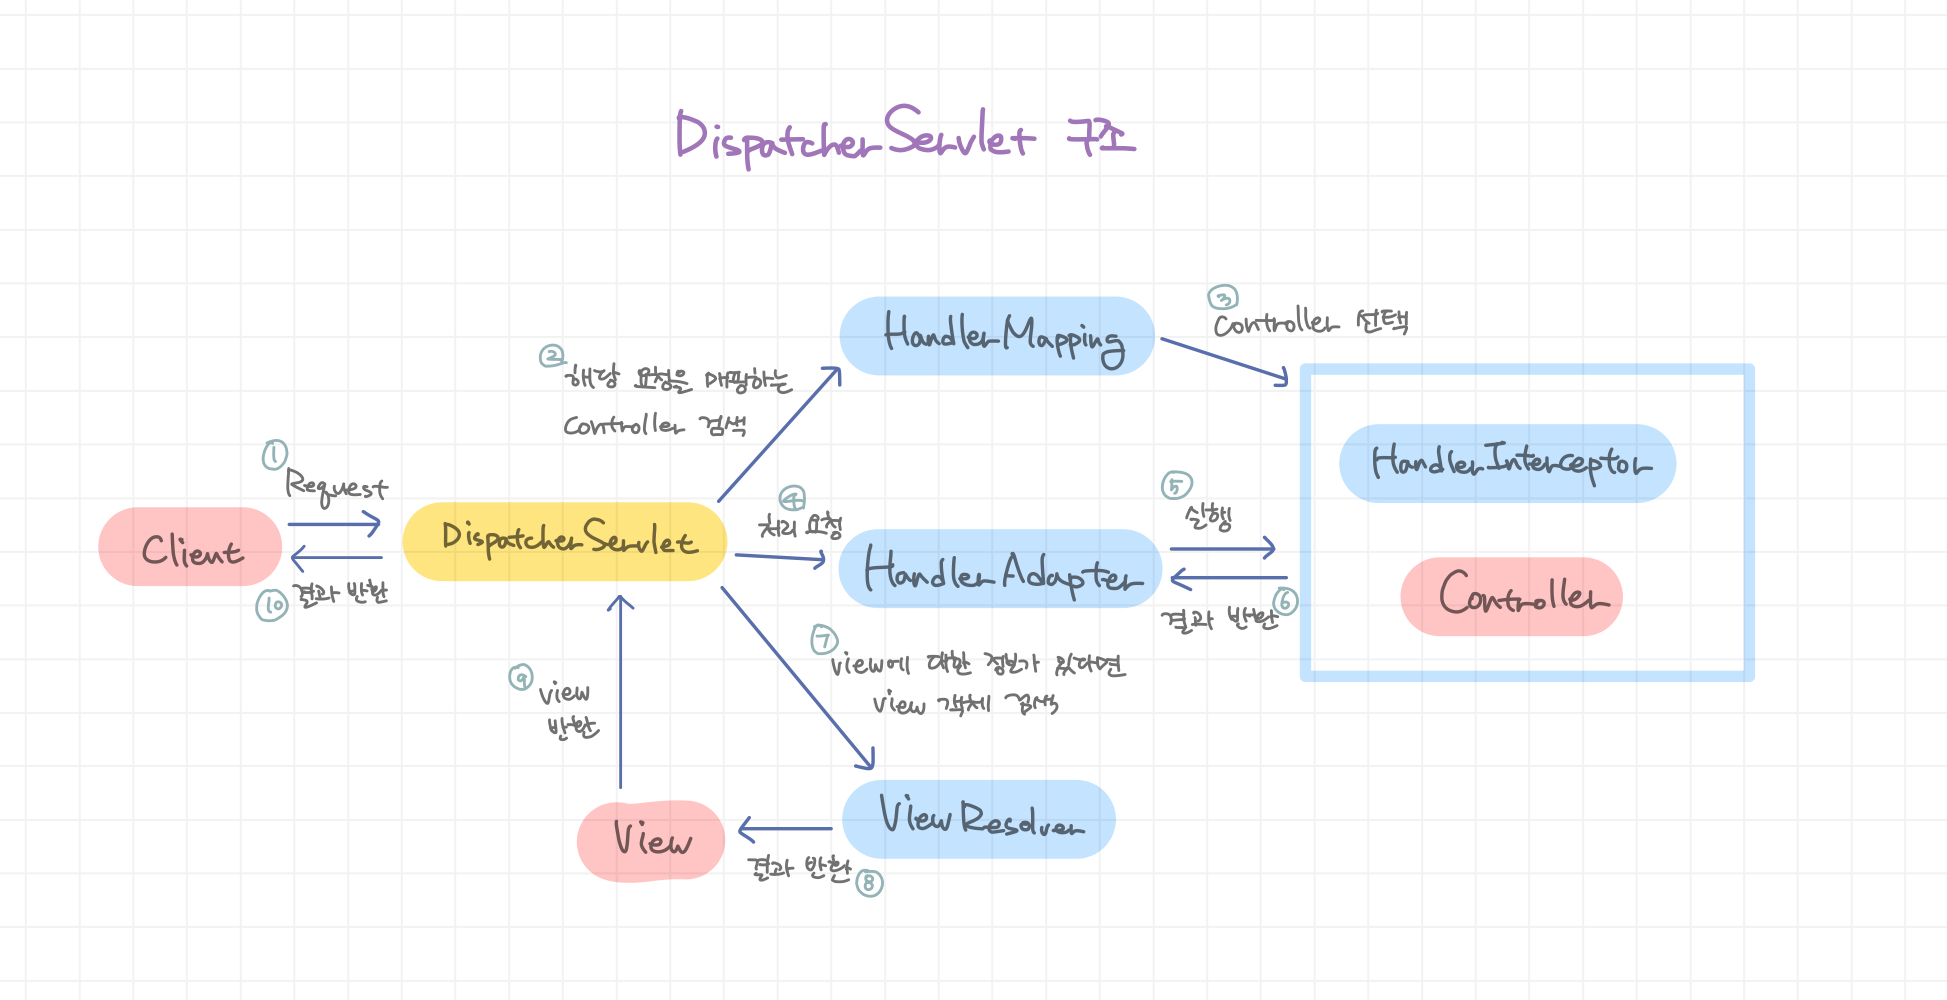 DispatcherServlet 구조
①
Request
Client
⑩ 결과 반환
DispatcherServlet
②
해당 요청을 매핑하는
Controller 검색
HandlerMapping
③
Controller 선택
④
처리 요청
HandlerAdapter
⑤
실행
⑥
결과 반환
HandlerInterceptor
Controller
⑦
view에 대한 정보가 있다면
view 객체 검색
ViewResolver
결과 반환 ⑧
View
⑨ view
반환